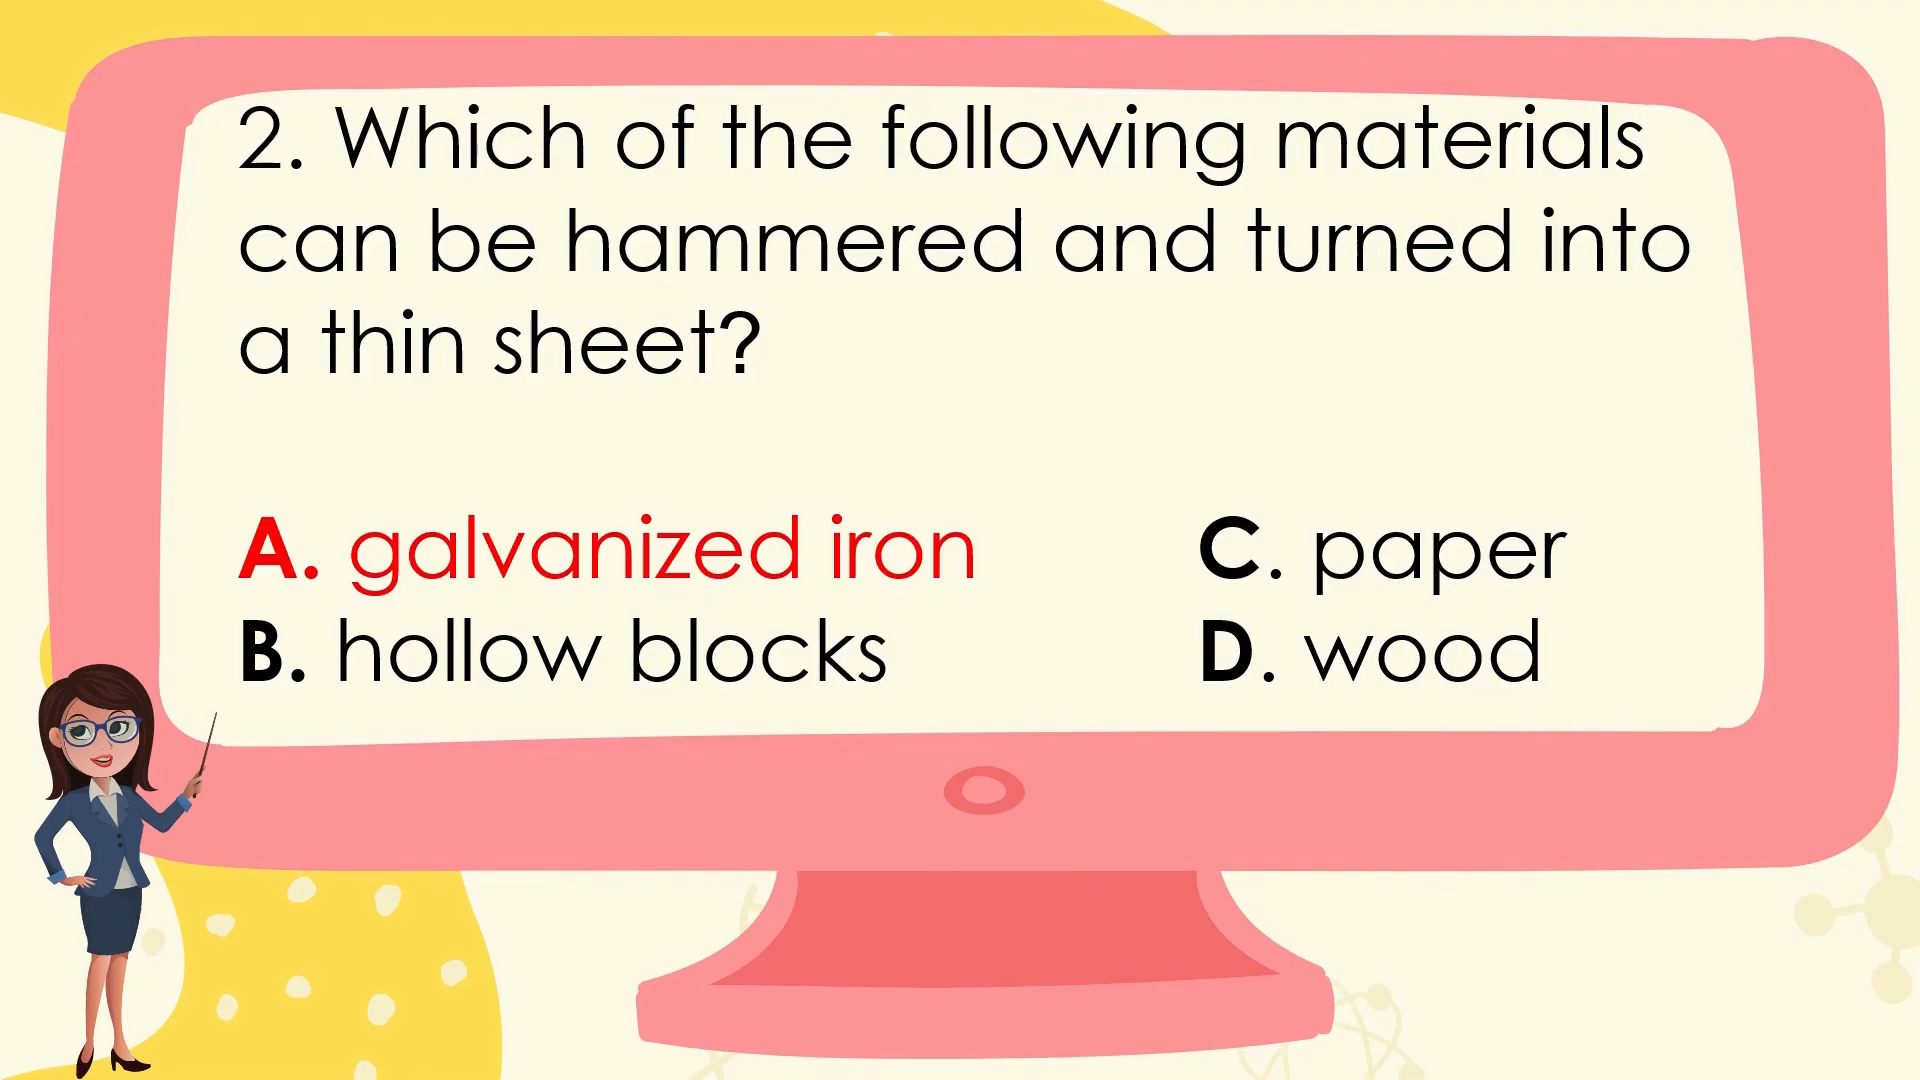 2. Which of the following materials
can be hammered and turned into
a thin sheet?
A. galvanized iron
C. paper
B. hollow blocks
D. wood